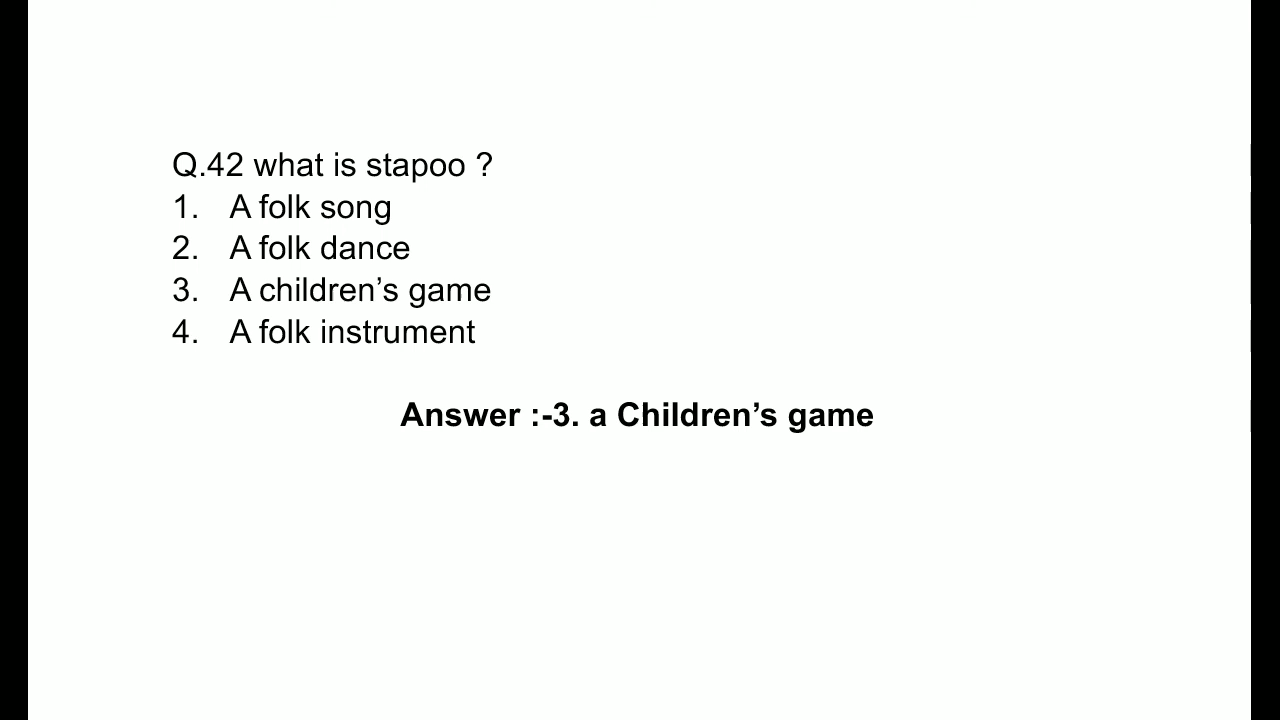 Q.42 what is stapoo ?
1. A folk song
2. A folk dance
3. A children’s game
4. A folk instrument
Answer :-3. a Children’s game